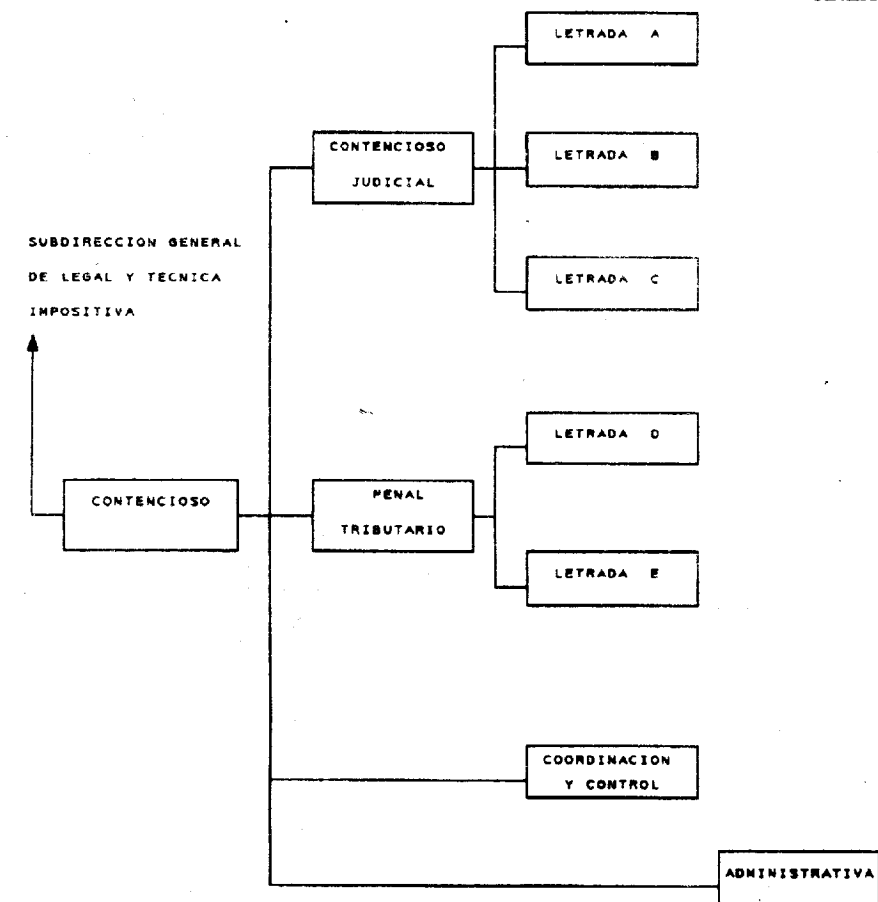 LETRADA A
CONTENCIOSO
JUDICIAL
LETRADA B
LETRADA C
SUBDIRECCION GENERAL
DE LEGAL Y TECNICA
IMPOSITIVA
LETRADA D
CONTENCIOSO
PENAL
TRIBUTARIO
LETRADA E
COORDINACION
Y CONTROL
ADMINISTRATIVA